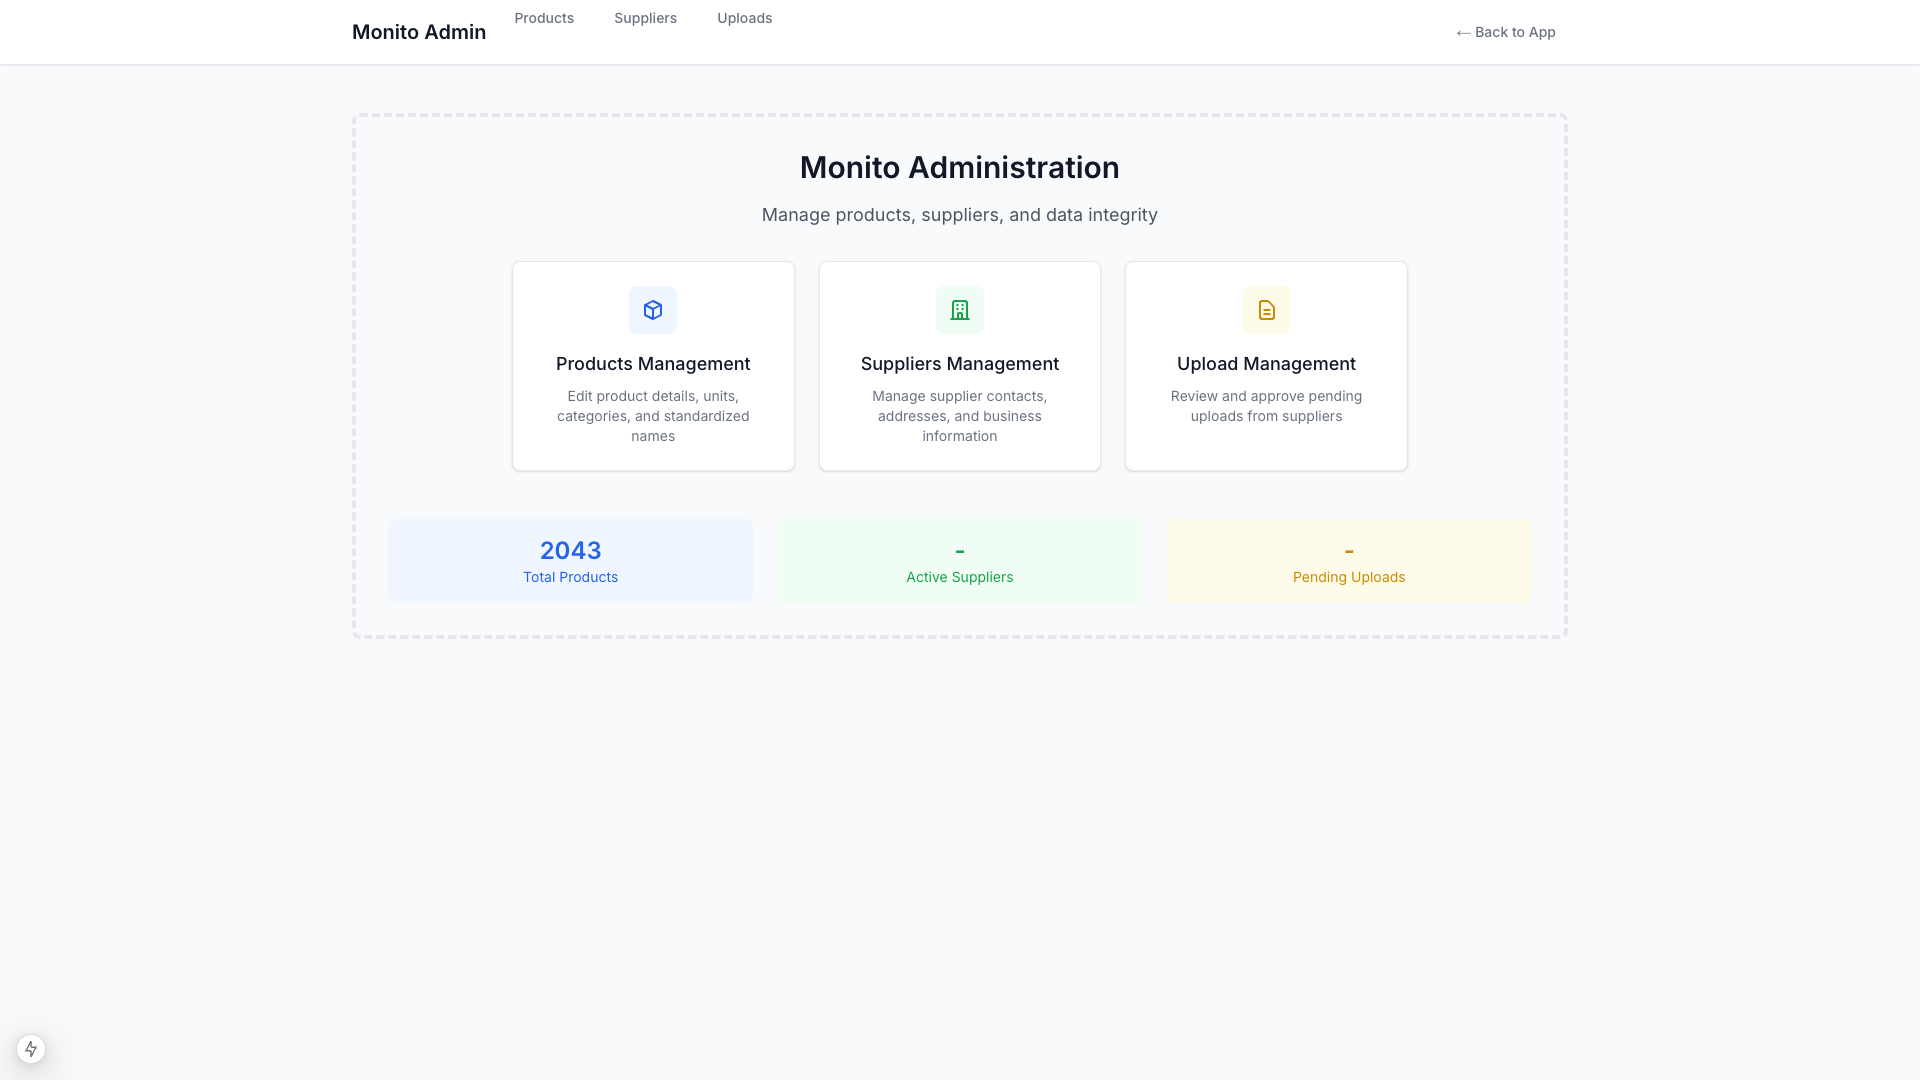 Monito Admin
Products
Suppliers
Uploads
← Back to App
Monito Administration
Manage products, suppliers, and data integrity
Products Management
Edit product details, units,
categories, and standardized
names
Suppliers Management
Manage supplier contacts,
addresses, and business
information
Upload Management
Review and approve pending
uploads from suppliers
2043
Total Products
-
Active Suppliers
-
Pending Uploads